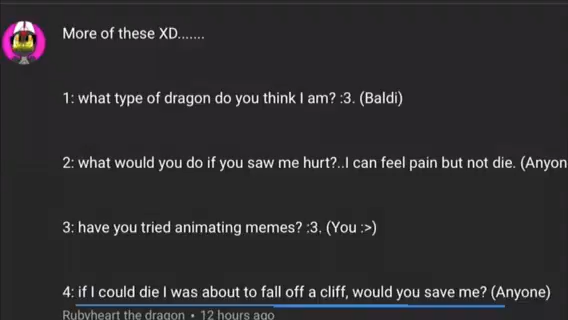 More of these XD.......
1: what type of dragon do you think I am? :3. (Baldi)
2: what would you do if you saw me hurt?..I can feel pain but not die. (Anyon
3: have you tried animating memes? :3. (You :>)
4: if I could die I was about to fall off a cliff, would you save me? (Anyone)
Rubyheart the dragon • 12 hours ago